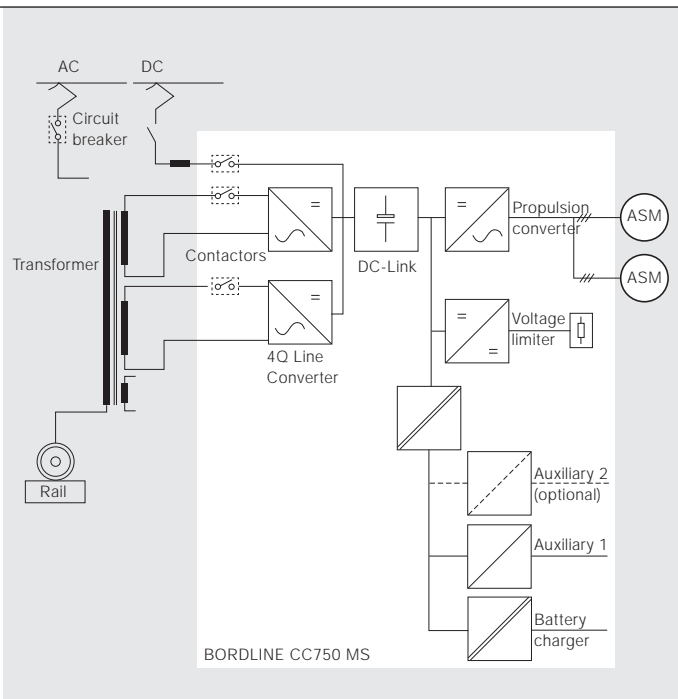 AC
DC
Circuit
breaker
Transformer
Contactors
DC-Link
Propulsion
converter
ASM
ASM
4Q Line
Converter
Voltage
limiter
Rail
Auxiliary 2
(optional)
Auxiliary 1
Battery
charger
BORDLINE CC750 MS